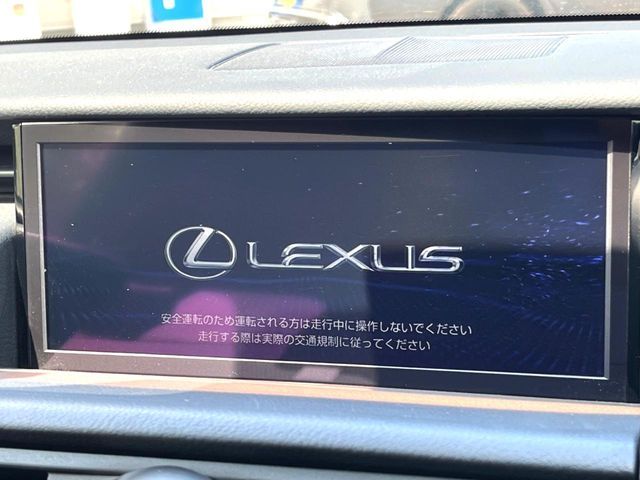 LEXUS
安全運転のため運転される方は走行中に操作しないでください
走行する際は実際の交通規制に従ってください